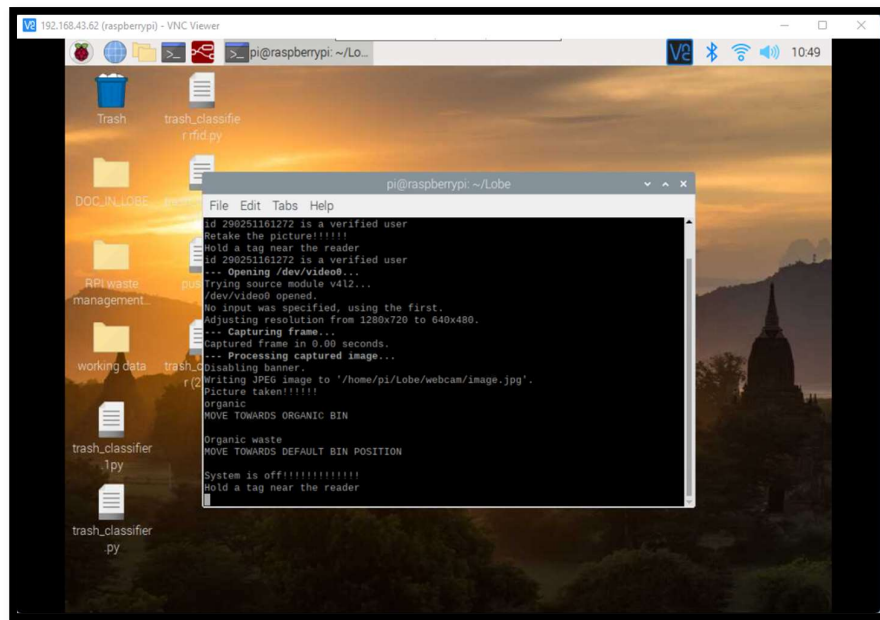 192.168.43.62 (raspberrypi) - VNC Viewer
pi@raspberrypi: ~/Lo...
10:49
Trash
trash_classifie
r rfid.py
DOC_IN_LOBE
RPI waste
management...
working data
trash_classifier
.1py
trash_classifier
.py
pi@raspberrypi: ~/Lobe
File Edit Tabs Help
id 290251161272 is a verified user
Retake the picture!!!!!!
Hold a tag near the reader
id 290251161272 is a verified user
--- Opening /dev/video0...
Trying source module v4l2...
/dev/video0 opened.
No input was specified, using the first.
Adjusting resolution from 1280x720 to 640x480.
--- Capturing frame...
Captured frame in 0.00 seconds.
--- Processing captured image...
Disabling banner.
Writing JPEG image to '/home/pi/Lobe/webcam/image.jpg'.
Picture taken!!!!!!
organic
MOVE TOWARDS ORGANIC BIN
Organic waste
MOVE TOWARDS DEFAULT BIN POSITION
System is off!!!!!!!!!!!!!
Hold a tag near the reader